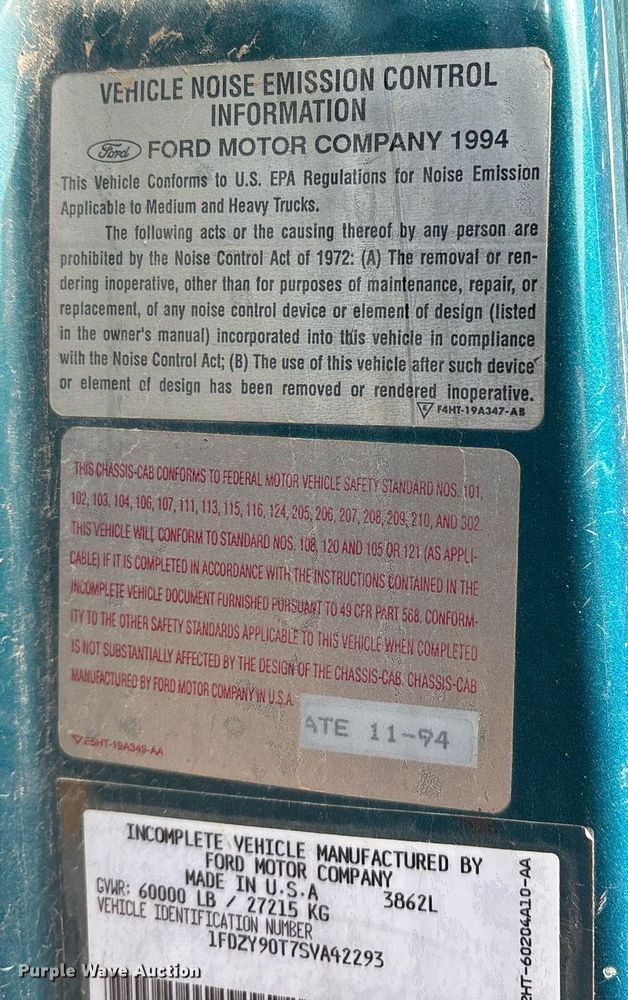 VEHICLE NOISE EMISSION CONTROL
INFORMATION
Ford FORD MOTOR COMPANY 1994
This Vehicle Conforms to U.S. EPA Regulations for Noise Emission
Applicable to Medium and Heavy Trucks.
The following acts or the causing thereof by any person are
prohibited by the Noise Control Act of 1972: (A) The removal or ren-
dering inoperative, other than for purposes of maintenance, repair, or
replacement, of any noise control device or element of design (listed
in the owner's manual) incorporated into this vehicle in compliance
with the Noise Control Act; (B) The use of this vehicle after such device
or element of design has been removed or rendered inoperative.
F4HT-19A347-AB
THIS CHASSIS-CAB CONFORMS TO FEDERAL MOTOR VEHICLE SAFETY STANDARD NOS. 101,
102, 103, 104, 106, 107, 111, 113, 115, 116, 124, 205, 206, 207, 208, 209, 210, AND 302.
THIS VEHICLE WILL CONFORM TO STANDARD NOS. 108, 120 AND 105 OR 121 (AS APPLI-
CABLE) IF IT IS COMPLETED IN ACCORDANCE WITH THE INSTRUCTIONS CONTAINED IN THE
INCOMPLETE VEHICLE DOCUMENT FURNISHED PURSUANT TO 49 CFR PART 568. CONFORM-
ITY TO THE OTHER SAFETY STANDARDS APPLICABLE TO THIS VEHICLE WHEN COMPLETED
IS NOT SUBSTANTIALLY AFFECTED BY THE DESIGN OF THE CHASSIS-CAB. CHASSIS-CAB
MANUFACTURED BY FORD MOTOR COMPANY IN U.S.A.
ATE 11-94
E5HT-19A349-AA
INCOMPLETE VEHICLE MANUFACTURED BY
FORD MOTOR COMPANY
MADE IN U.S.A
GVWR: 60000 LB / 27215 KG 3862L
VEHICLE IDENTIFICATION NUMBER
1FDZY90T7SVA42293
2HT-60204A10-AA
Purple Wave Auction